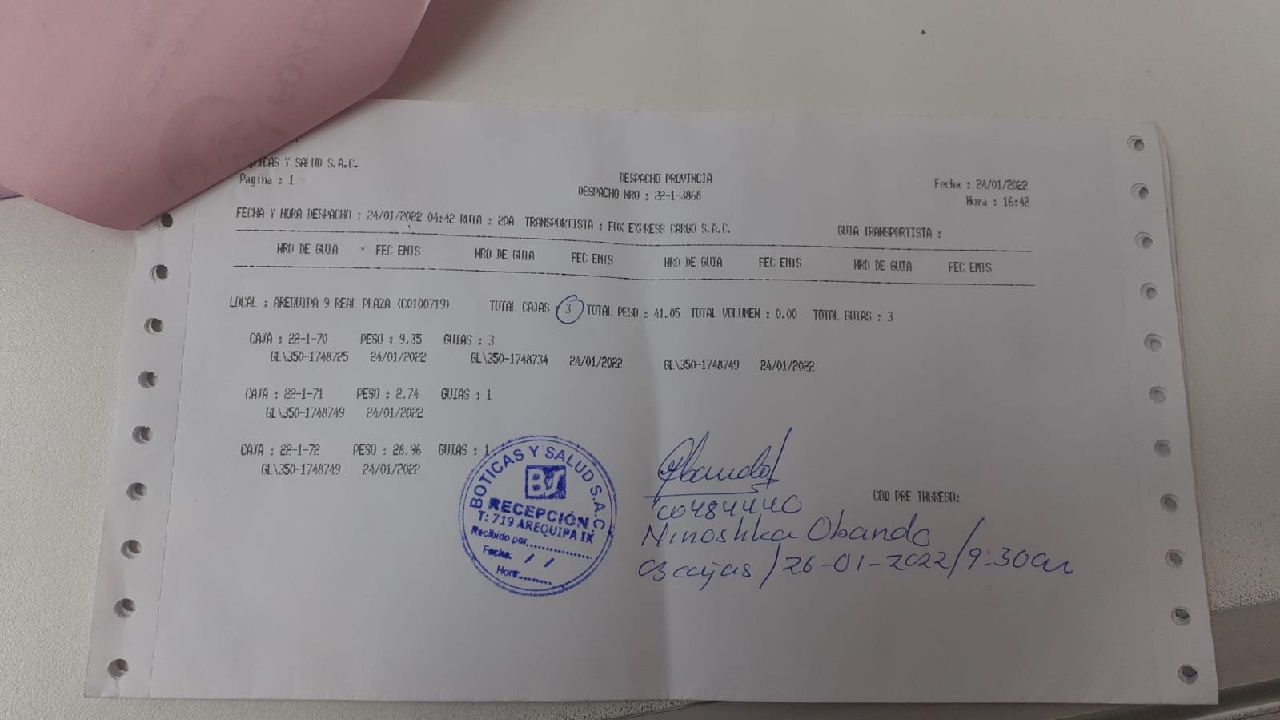 BOTICAS Y SALUD S.A.C.
Pagina : 1
DESPACHO PROVINCIA
DESPACHO NRO : 22-1-3868
Fecha : 24/01/2022
Hora : 16:42
FECHA Y HORA DESPACHO : 24/01/2022 04:42 RUTA : 20A TRANSPORTISTA : FOX EXPRESS CARGO S.A.C. GUIA TRANSPORTISTA :
NRO DE GUIA FEC EMIS NRO DE GUIA FEC EMIS NRO DE GUIA FEC EMIS NRO DE GUIA FEC EMIS
LOCAL : AREQUIPA 9 REAL PLAZA (C0100719) TOTAL CAJAS : 3 TOTAL PESO : 41.05 TOTAL VOLUMEN : 0.00 TOTAL GUIAS : 3
CAJA : 22-1-70 PESO : 9.35 GUIAS : 3
GL\350-1748725 24/01/2022 GL\350-1748734 24/01/2022 GL\350-1748749 24/01/2022
CAJA : 22-1-71 PESO : 2.74 GUIAS : 1
GL\350-1748749 24/01/2022
CAJA : 22-1-72 PESO : 28.96 GUIAS : 1
GL\350-1748749 24/01/2022
BOTICAS Y SALUD S.A.C.
BS
RECEPCIÓN
T: 719 AREQUIPA IX
Recibido por
Fecha: / /
Hora:
Obando
C0484440
Ninoshka Obando
03 cajas / 26-01-2022 / 9:30am
COD PRE INGRESO: